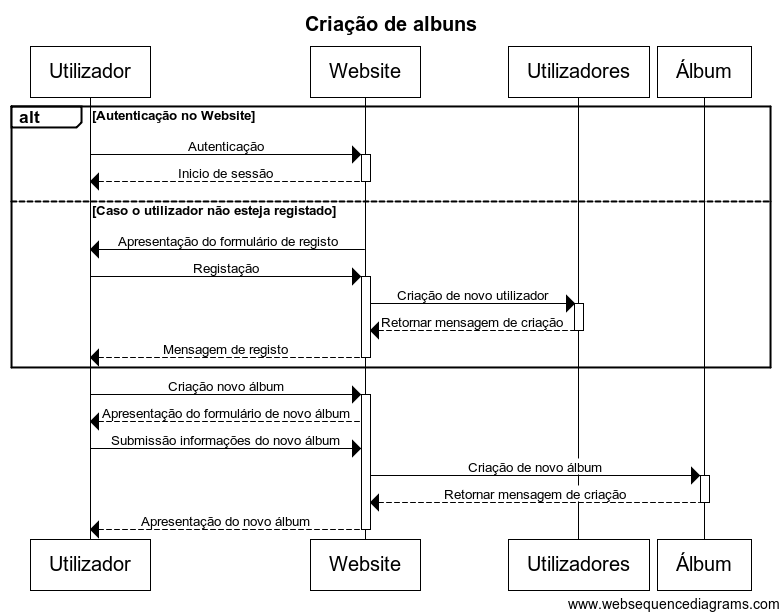 Criação de albuns
Utilizador Website Utilizadores Álbum
alt [Autenticação no Website]
Autenticação
Inicio de sessão
[Caso o utilizador não esteja registado]
Apresentação do formulário de registo
Registação
Criação de novo utilizador
Retornar mensagem de criação
Mensagem de registo
Criação novo álbum
Apresentação do formulário de novo álbum
Submissão informações do novo álbum
Criação de novo álbum
Retornar mensagem de criação
Apresentação do novo álbum
Utilizador Website Utilizadores Álbum
www.websequencediagrams.com